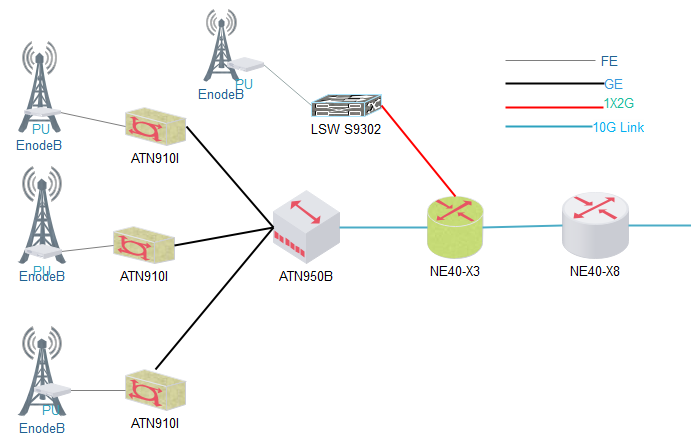 PU
EnodeB
PU
EnodeB
ATN910I
LSW S9302
FE
GE
1X2G
10G Link
PU
EnodeB
ATN910I
ATN950B
NE40-X3
NE40-X8
PU
EnodeB
ATN910I